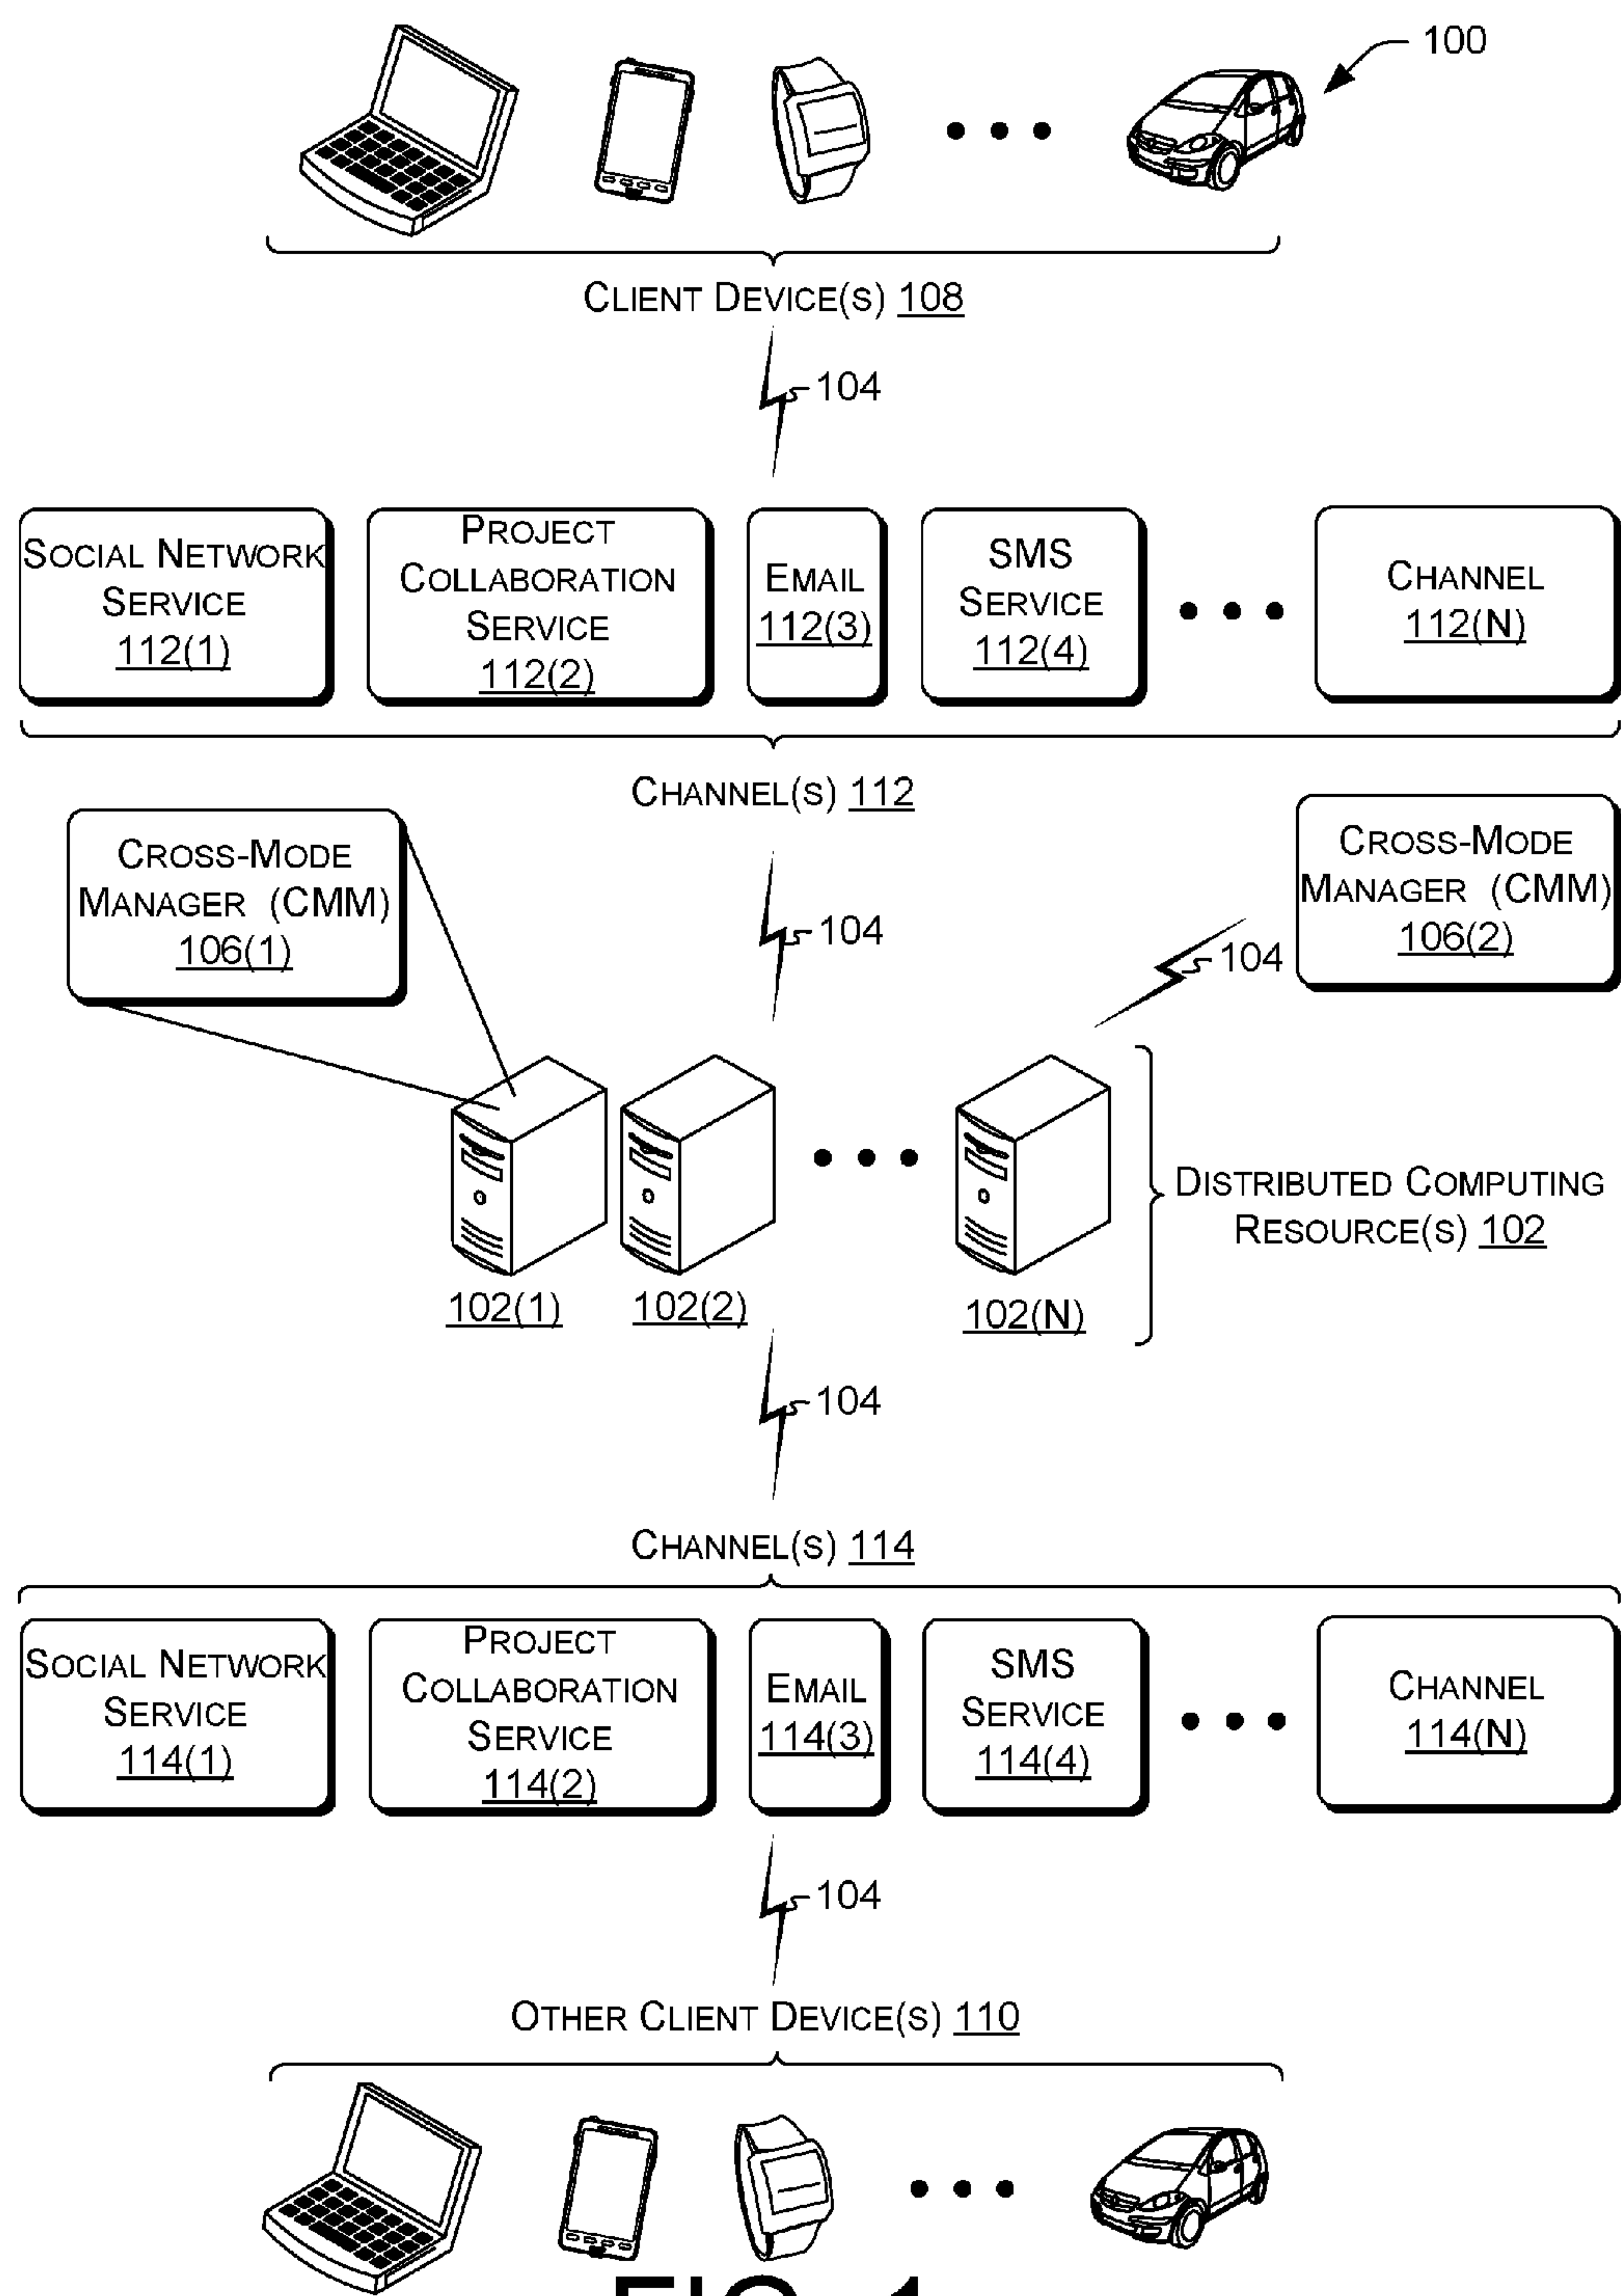 100
CLIENT DEVICE(S) 108
104
SOCIAL NETWORK
SERVICE
112(1)
PROJECT
COLLABORATION
SERVICE
112(2)
EMAIL
112(3)
SMS
SERVICE
112(4)
CHANNEL
112(N)
CHANNEL(S) 112
CROSS-MODE
MANAGER (CMM)
106(1)
104
CROSS-MODE
MANAGER (CMM)
106(2)
104
DISTRIBUTED COMPUTING
RESOURCE(S) 102
102(1)
102(2)
102(N)
104
CHANNEL(S) 114
SOCIAL NETWORK
SERVICE
114(1)
PROJECT
COLLABORATION
SERVICE
114(2)
EMAIL
114(3)
SMS
SERVICE
114(4)
CHANNEL
114(N)
104
OTHER CLIENT DEVICE(S) 110
FIG. 1